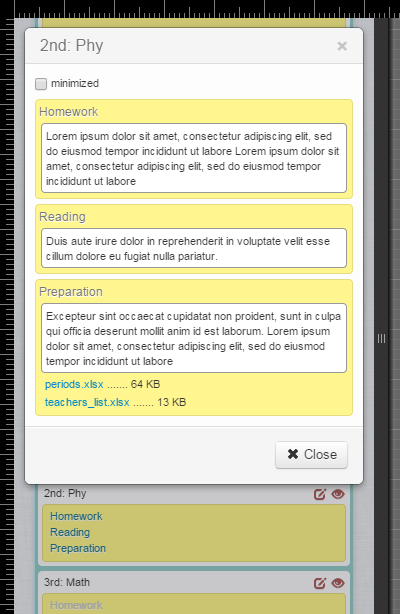 2nd: Phy ×
minimized
Homework
Lorem ipsum dolor sit amet, consectetur adipiscing elit, sed
do eiusmod tempor incididunt ut labore Lorem ipsum dolor sit
amet, consectetur adipiscing elit, sed do eiusmod tempor
incididunt ut labore
Reading
Duis aute irure dolor in reprehenderit in voluptate velit esse
cillum dolore eu fugiat nulla pariatur.
Preparation
Excepteur sint occaecat cupidatat non proident, sunt in culpa
qui officia deserunt mollit anim id est laborum. Lorem ipsum
dolor sit amet, consectetur adipiscing elit, sed do eiusmod
tempor incididunt ut labore
periods.xlsx ....... 64 KB
teachers_list.xlsx ....... 13 KB
✖ Close
2nd: Phy
Homework
Reading
Preparation
3rd: Math
Homework